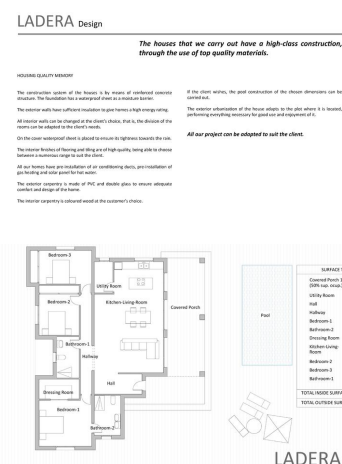 LADERA Design
The houses that we carry out have a high-class construction,
through the use of top quality materials.
HOUSING QUALITY MEMORY
The construction system of the houses is by means of reinforced concrete
structure. The foundation has a waterproof sheet as a moisture barrier.
The exterior walls have sufficient insulation to give homes a high energy rating.
All interior walls can be changed at the client's choice, that is, the division of the
rooms can be adapted to the client's needs.
On the cover waterproof sheet is placed to ensure its tightness towards the rain.
The interior finishes of flooring and tiling are of high-quality, being able to choose
between a numerous range to suit the client.
All our homes have pre-installation of air conditioning ducts, pre-installation of
gas heating and solar panel for hot water.
The exterior carpentry is made of PVC and double glass to ensure adequate
comfort and design of the home.
The interior carpentry is coloured wood at the customer's choice.
If the client wishes, the pool construction of the chosen dimensions can be
carried out.
The exterior urbanization of the house adapts to the plot where it is located,
performing everything necessary for good use and enjoyment of it.
All our project can be adapted to suit the client.
Bedroom-3
Utility Room
Bedroom-2
Kitchen-Living Room
Covered Porch
Bathroom-1
Hallway
Hall
Dressing Room
Bedroom-1
Bathroom-2
Pool
SURFACE T
Covered Porch 1
(50% sup. ocup.
Utility Room
Hall
Hallway
Bedroom-1
Bathroom-2
Dressing Room
Kitchen-Living-
Room
Bedroom-2
Bedroom-3
Bathroom-1
TOTAL INSIDE SURFA
TOTAL OUTSIDE SUR
LADERA